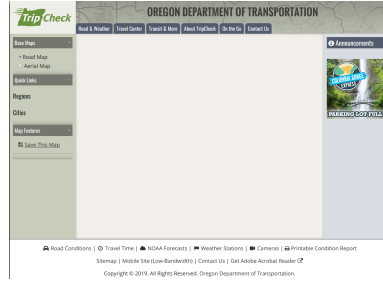 TripCheck
OREGON DEPARTMENT OF TRANSPORTATION
Road & Weather Travel Center Transit & More About TripCheck On the Go Contact Us
Base Maps
Road Map
Aerial Map
Quick Links
Regions
Cities
Map Features
Save This Map
Announcements
COLUMBIA GORGE
EXPRESS
PARKING LOT FULL
Road Conditions | Travel Time | NOAA Forecasts | Weather Stations | Cameras | Printable Condition Report
Sitemap | Mobile Site (Low-Bandwidth) | Contact Us | Get Adobe Acrobat Reader
Copyright © 2019, All Rights Reserved. Oregon Department of Transportation.